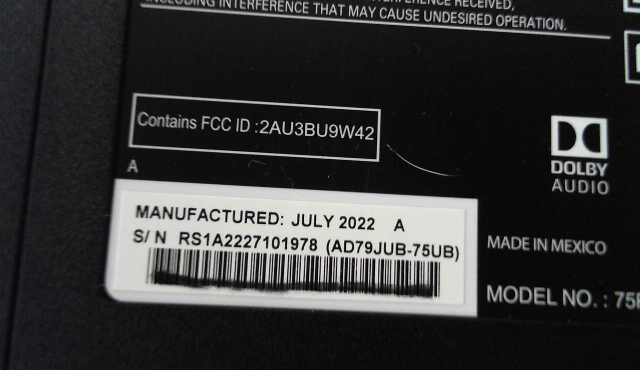 INCLUDING INTERFERENCE THAT MAY CAUSE UNDESIRED OPERATION.
Contains FCC ID :2AU3BU9W42
A
DOLBY
AUDIO
MANUFACTURED: JULY 2022 A
S/N RS1A2227101978 (AD79JUB-75UB)
MADE IN MEXICO
MODEL NO. :